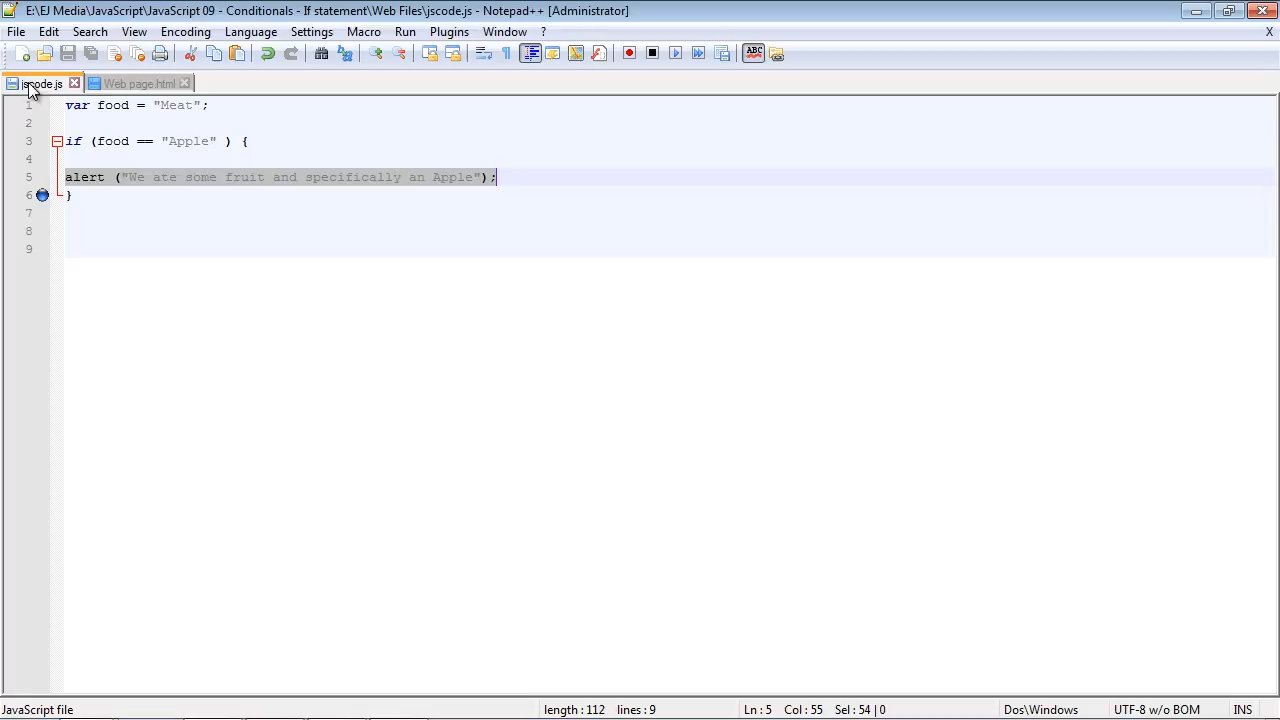 E:\EJ Media\JavaScript\JavaScript 09 - Conditionals - If statement\Web Files\jscode.js - Notepad++ [Administrator]
File Edit Search View Encoding Language Settings Macro Run Plugins Window ? X
ABC
jscode.js Web page.html
1 var food = "Meat";
2
3 if (food == "Apple" ) {
4
5 alert ("We ate some fruit and specifically an Apple");
6 }
7
8
9
JavaScript file length : 112 lines : 9 Ln : 5 Col : 55 Sel : 54 | 0 Dos\Windows UTF-8 w/o BOM INS